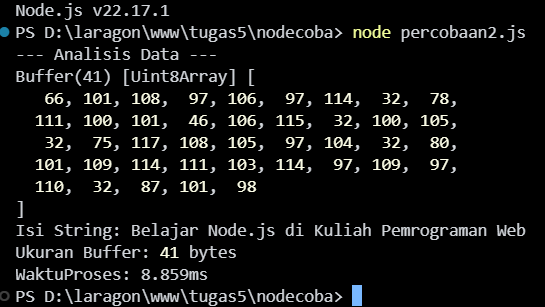 Node.js v22.17.1
PS D:\laragon\www\tugas5\nodecoba> node percobaan2.js
--- Analisis Data ---
Buffer(41) [Uint8Array] [
   66, 101, 108,  97, 106,  97, 114,  32,  78,
  111, 100, 101,  46, 106, 115,  32, 100, 105,
   32,  75, 117, 108, 105,  97, 104,  32,  80,
  101, 109, 114, 111, 103, 114,  97, 109,  97,
  110,  32,  87, 101,  98
]
Isi String: Belajar Node.js di Kuliah Pemrograman Web
Ukuran Buffer: 41 bytes
WaktuProses: 8.859ms
PS D:\laragon\www\tugas5\nodecoba>